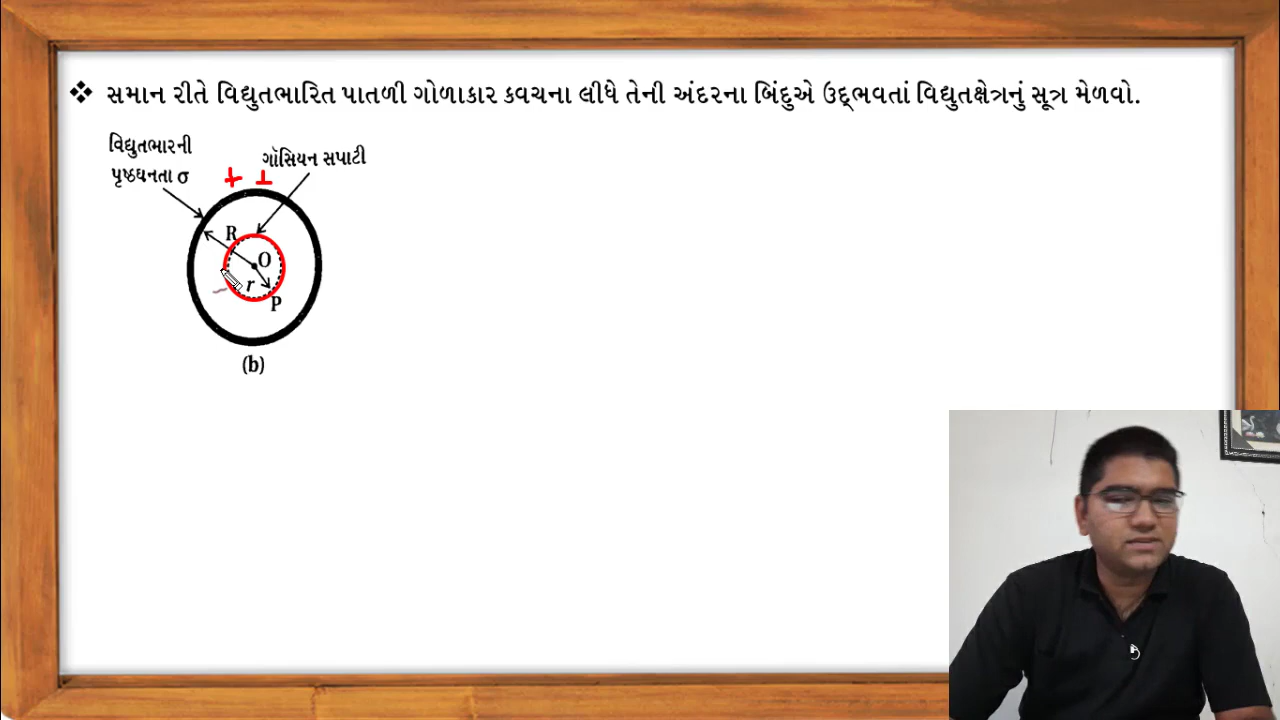 ❖ સમાન રીતે વિદ્યુતભારિત પાતળી ગોળાકાર કવચના લીધે તેની અંદરના બિંદુએ ઉદ્ભવતાં વિદ્યુતક્ષેત્રનું સૂત્ર મેળવો.
વિદ્યુતભારની
પૃષ્ઠઘનતા σ
ગૉસિયન સપાટી
+
R
O
r
P
(b)